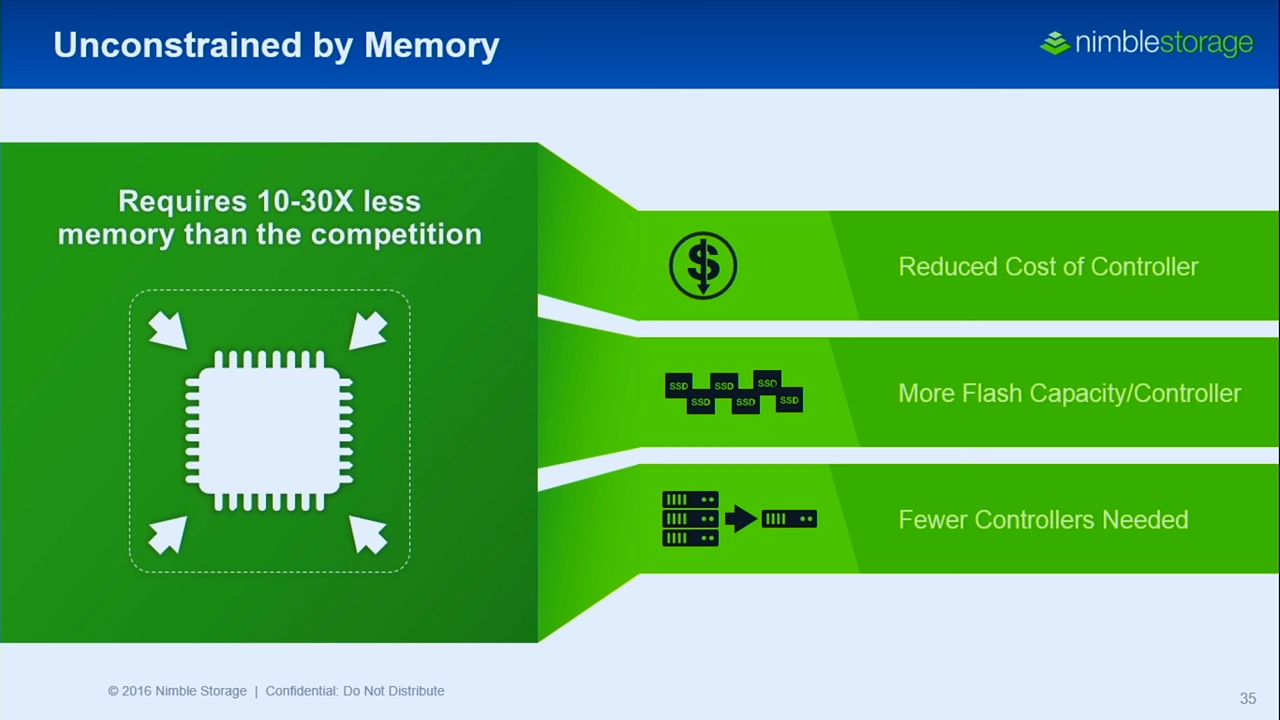 Unconstrained by Memory
nimblestorage
Requires 10-30X less
memory than the competition
$
Reduced Cost of Controller
SSD SSD SSD
SSD SSD SSD
More Flash Capacity/Controller
Fewer Controllers Needed
© 2016 Nimble Storage | Confidential: Do Not Distribute
35